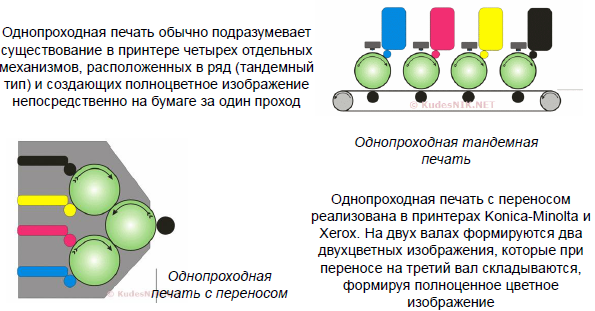 Однопроходная печать обычно подразумевает
существование в принтере четырех отдельных
механизмов, расположенных в ряд (тандемный
тип) и создающих полноцветное изображение
непосредственно на бумаге за один проход
© KudesNIK.NET
Однопроходная тандемная
печать
Однопроходная
печать с переносом
© KudesNIK.NET
Однопроходная печать с переносом
реализована в принтерах Konica-Minolta и
Xerox. На двух валах формируются два
двухцветных изображения, которые при
переносе на третий вал складываются,
формируя полноценное цветное
изображение